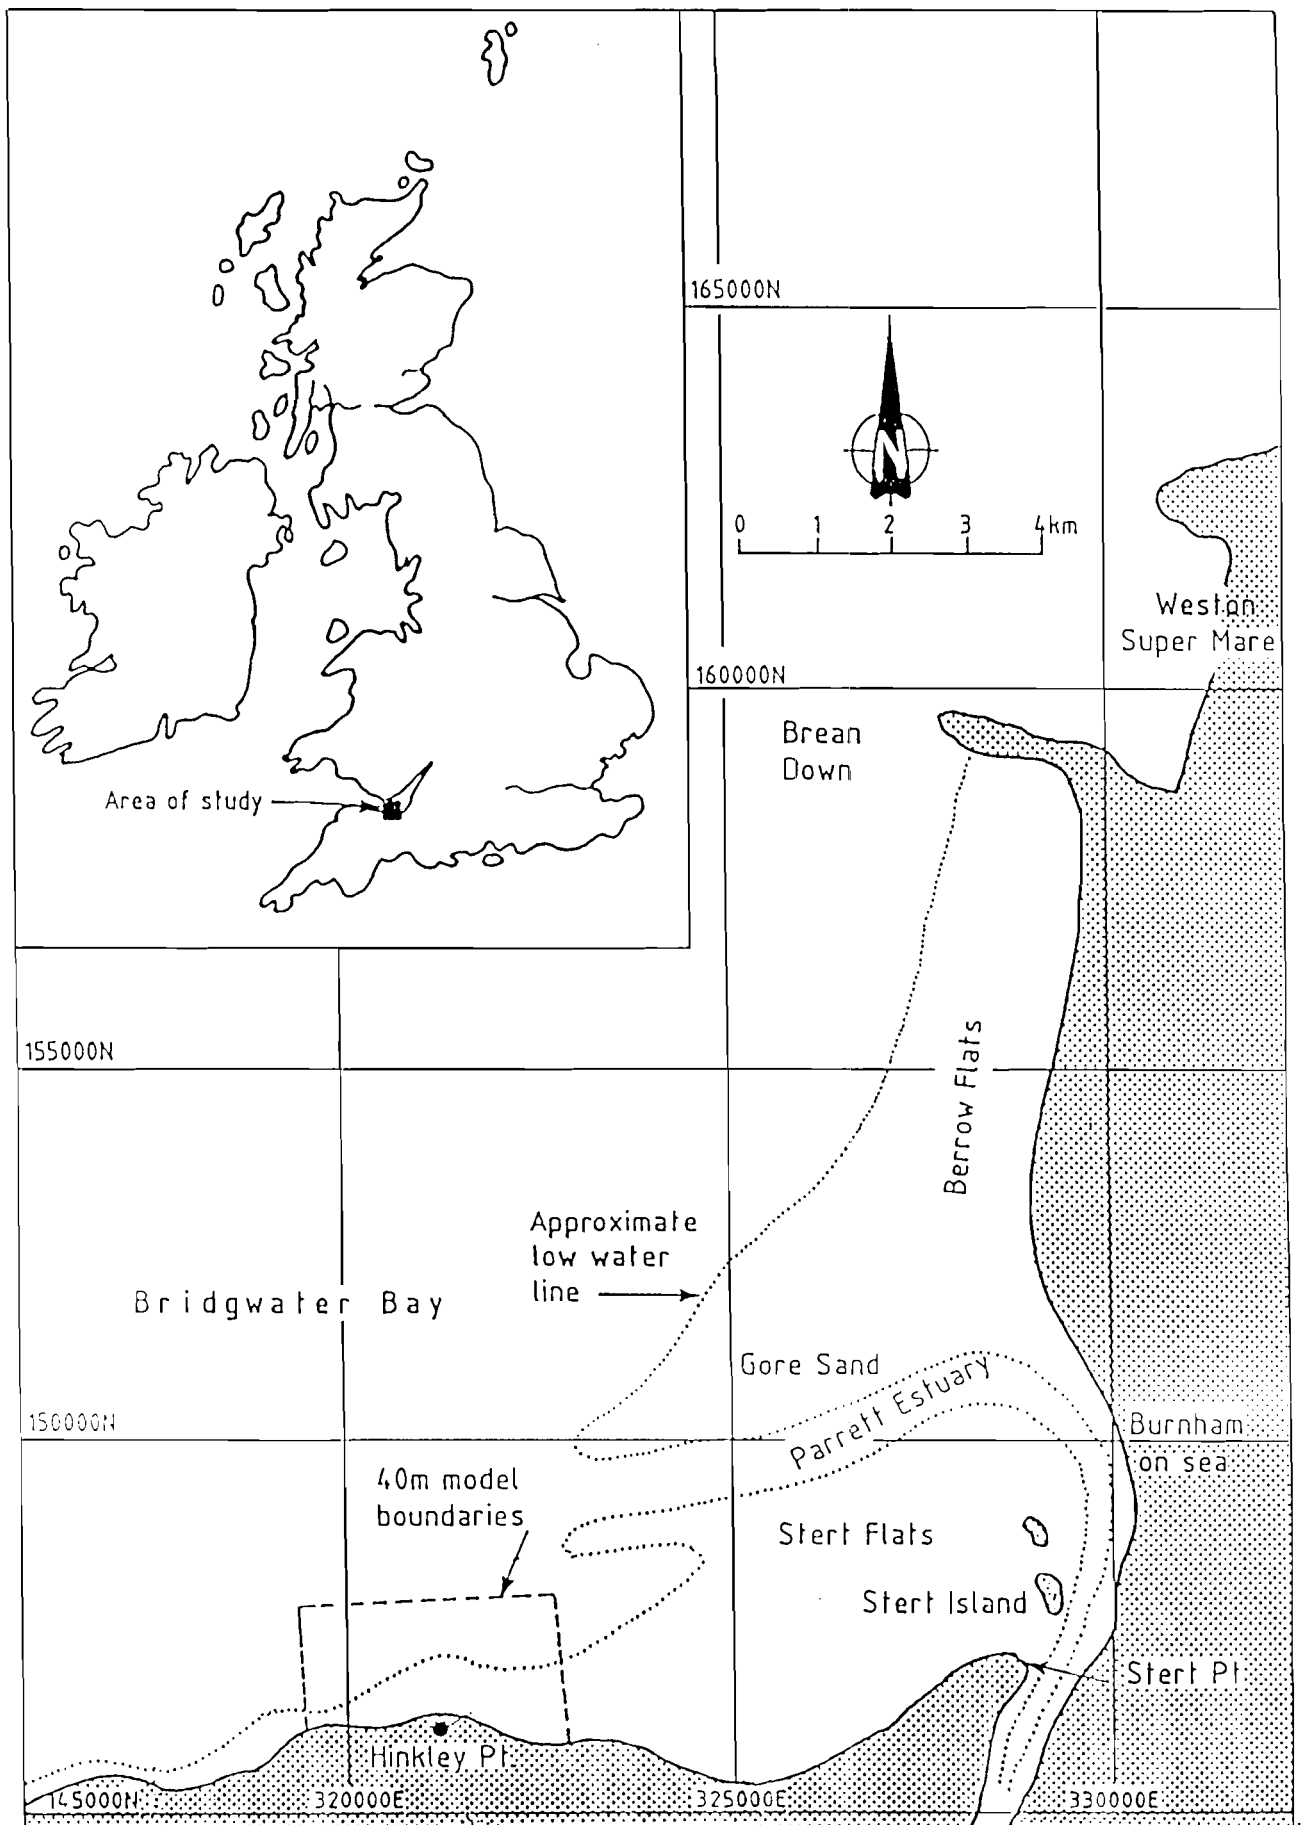 165000N
N
0 1 2 3 4km
Weston
Super Mare
160000N
Brean
Down
Area of study
155000N
Berrow Flats
Approximate
low water
line
Bridgwater Bay
Gore Sand
Parrett Estuary
150000N
Burnham
on sea
40m model
boundaries
Stert Flats
Stert Island
Stert Pt
Hinkley Pt
145000N
320000E
325000E
330000E